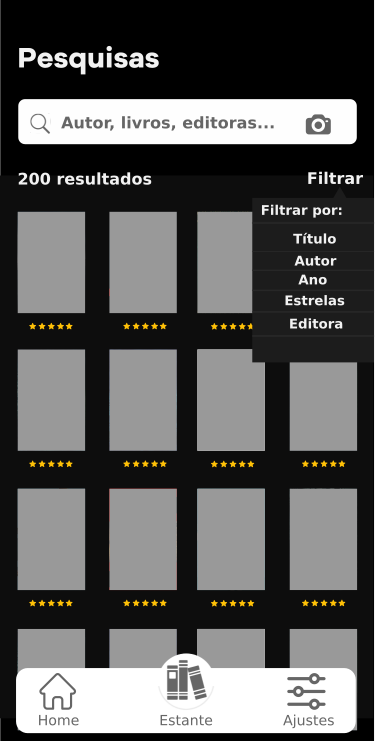 Pesquisas
Autor, livros, editoras...
200 resultados
Filtrar
Filtrar por:
Título
Autor
Ano
Estrelas
Editora
Home
Estante
Ajustes